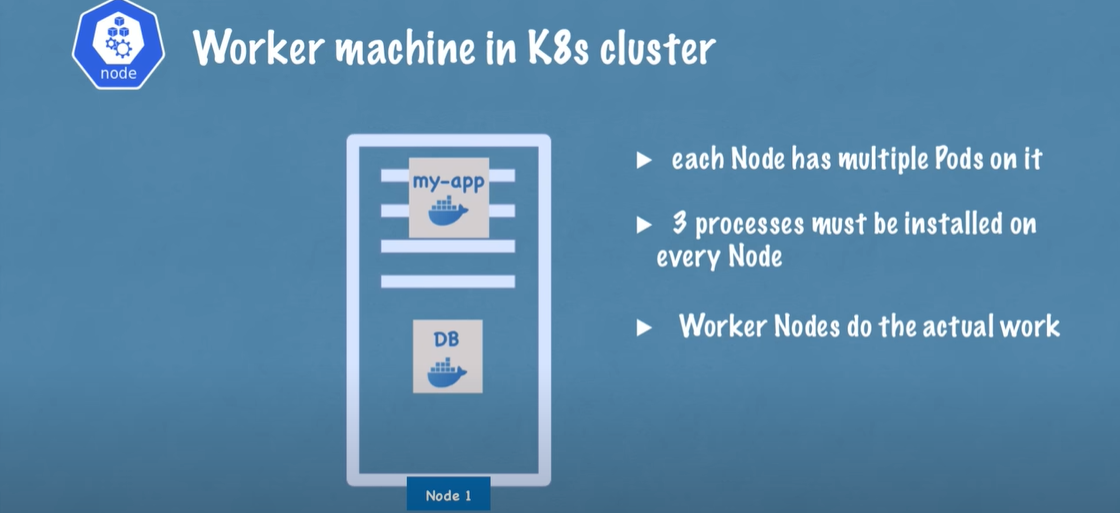 node
Worker machine in K8s cluster
my-app
DB
Node 1
each Node has multiple Pods on it
3 processes must be installed on
every Node
Worker Nodes do the actual work